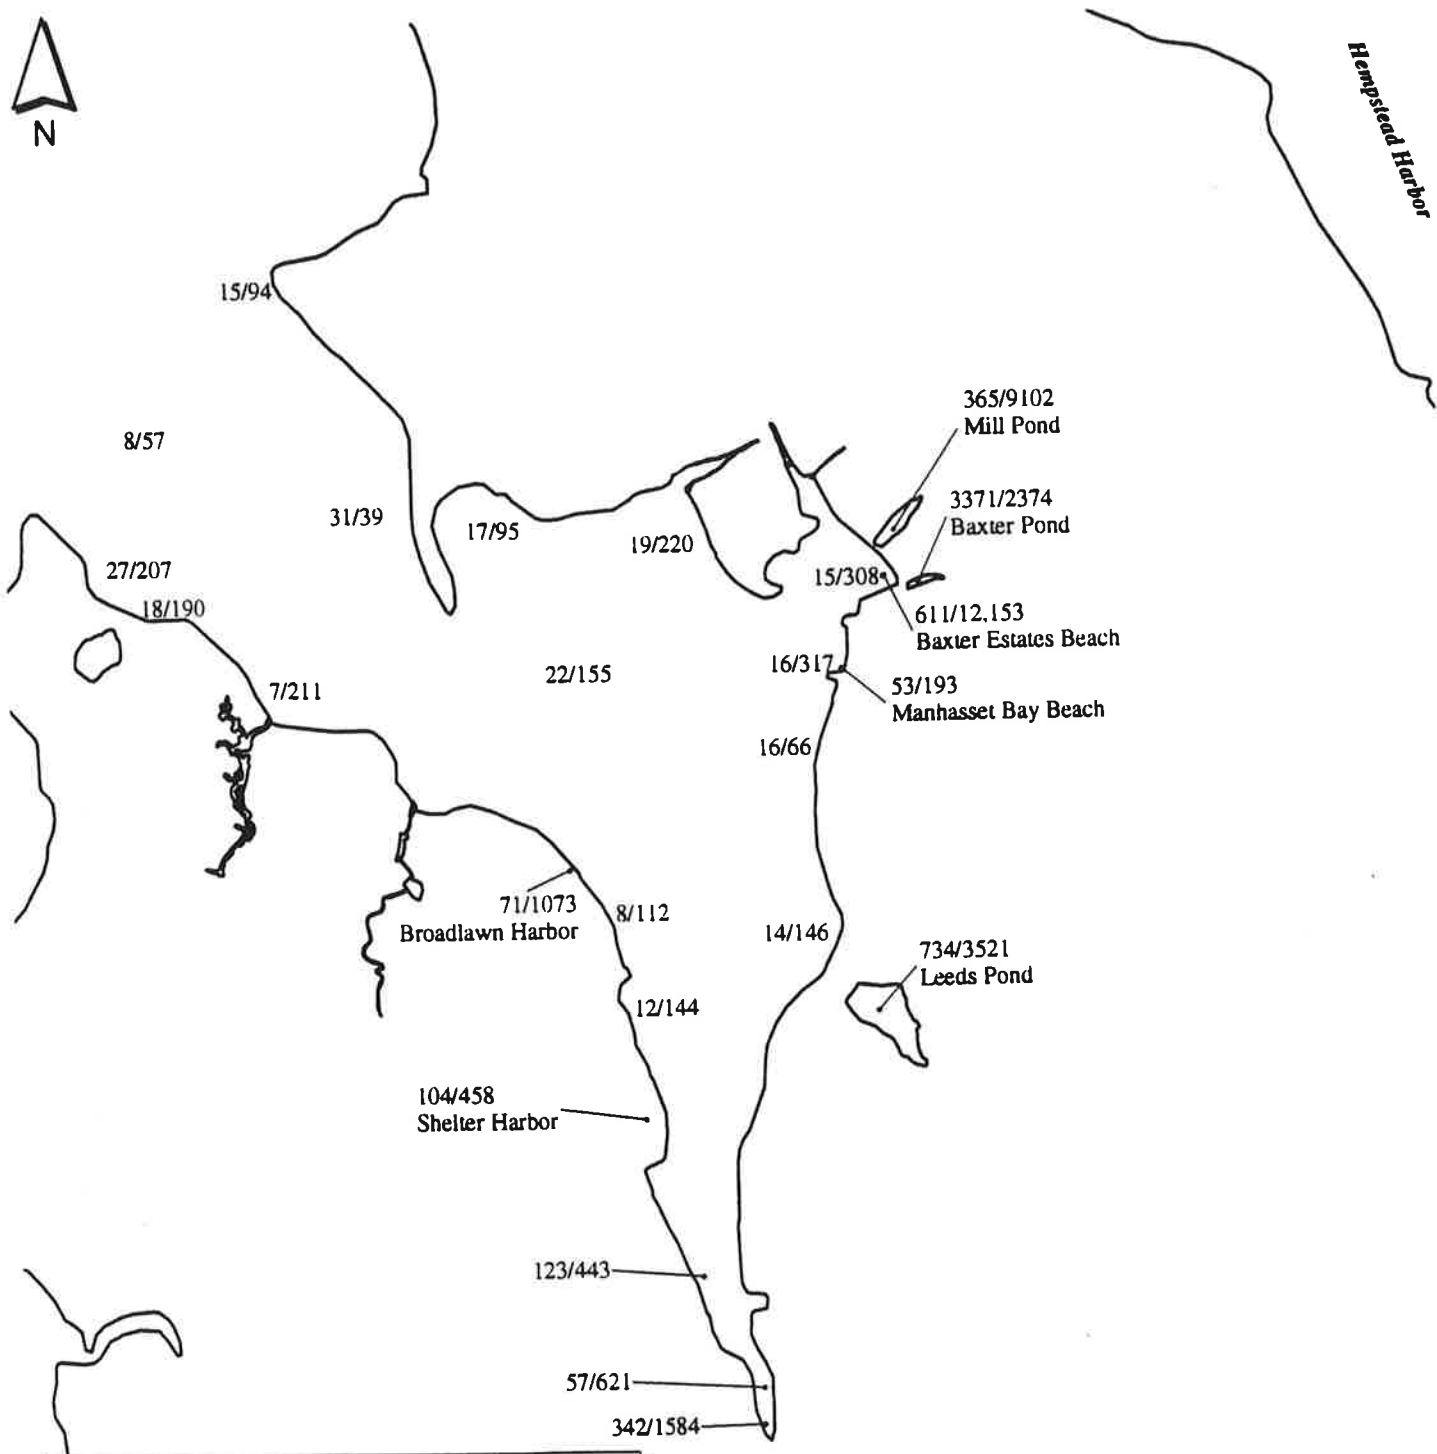 N
Hempstead Harbor
15/94
365/9102
Mill Pond
8/57
3371/2374
Baxter Pond
31/39
17/95
19/220
27/207
15/308
18/190
611/12,153
Baxter Estates Beach
16/317
22/155
53/193
Manhasset Bay Beach
7/211
16/66
71/1073
Broadlawn Harbor
8/112
14/146
734/3521
Leeds Pond
12/144
104/458
Shelter Harbor
123/443
57/621
342/1584